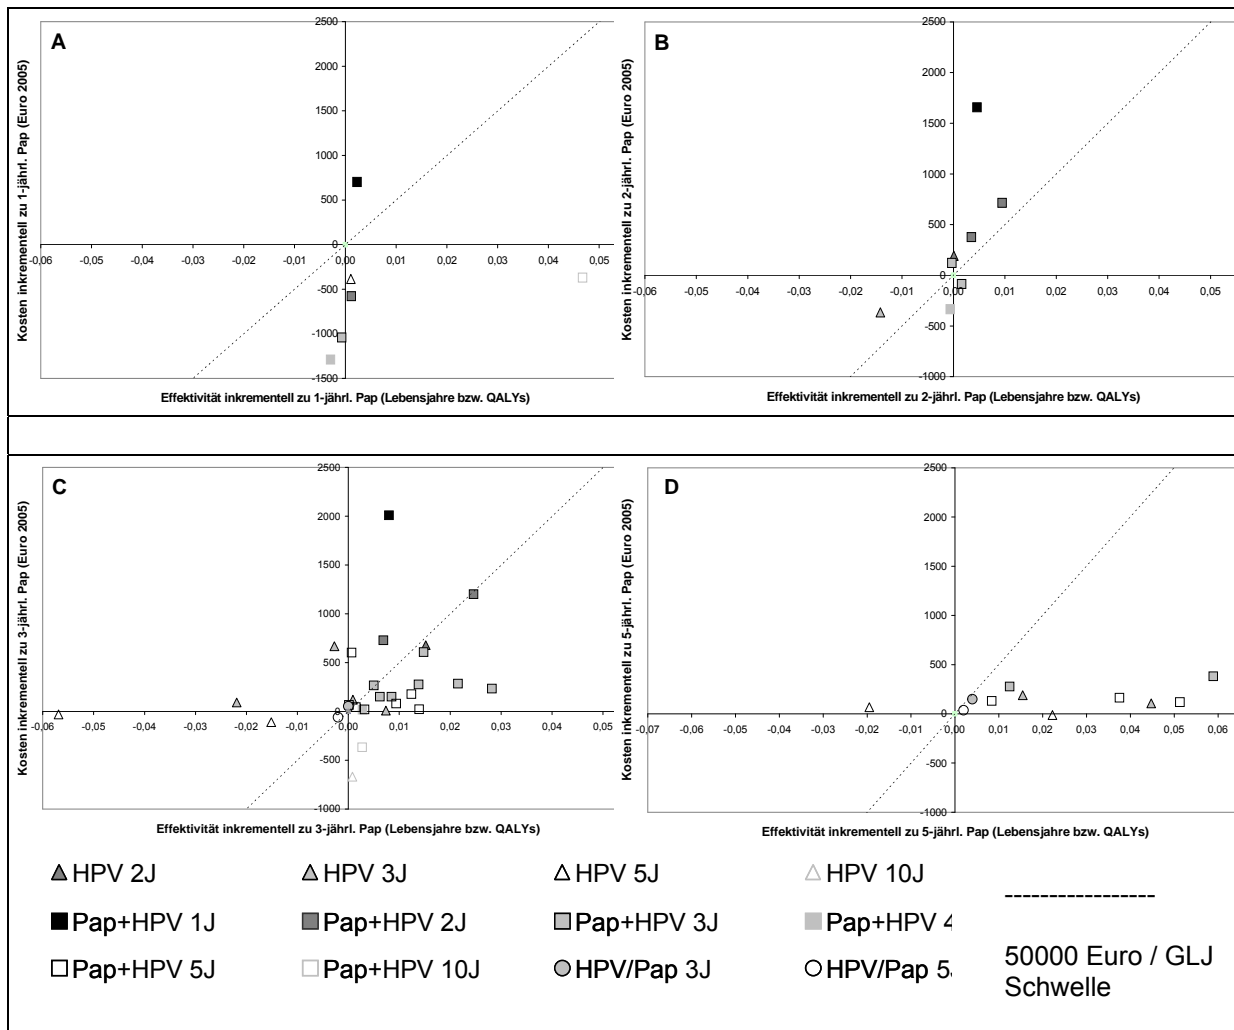 A
Kosten inkrementell zu 1-jährl. Pap (Euro 2005)
2500
2000
1500
1000
500
0
-500
-1000
-1500
-0,06 -0,05 -0,04 -0,03 -0,02 -0,01 0,00 0,01 0,02 0,03 0,04 0,05
Effektivität inkrementell zu 1-jährl. Pap (Lebensjahre bzw. QALYs)
B
Kosten inkrementell zu 2-jährl. Pap (Euro 2005)
2500
2000
1500
1000
500
0
-500
-1000
-0,06 -0,05 -0,04 -0,03 -0,02 -0,01 0,00 0,01 0,02 0,03 0,04 0,05
Effektivität inkrementell zu 2-jährl. Pap (Lebensjahre bzw. QALYs)
C
Kosten inkrementell zu 3-jährl. Pap (Euro 2005)
2500
2000
1500
1000
500
0
-500
-1000
-0,06 -0,05 -0,04 -0,03 -0,02 -0,01 0,00 0,01 0,02 0,03 0,04 0,05
Effektivität inkrementell zu 3-jährl. Pap (Lebensjahre bzw. QALYs)
D
Kosten inkrementell zu 5-jährl. Pap (Euro 2005)
2500
2000
1500
1000
500
0
-500
-1000
-0,07 -0,06 -0,05 -0,04 -0,03 -0,02 -0,01 0,00 0,01 0,02 0,03 0,04 0,05 0,06
Effektivität inkrementell zu 5-jährl. Pap (Lebensjahre bzw. QALYs)
HPV 2J HPV 3J HPV 5J HPV 10J
Pap+HPV 1J Pap+HPV 2J Pap+HPV 3J Pap+HPV 4
Pap+HPV 5J Pap+HPV 10J HPV/Pap 3J HPV/Pap 5J
50000 Euro / GLJ
Schwelle